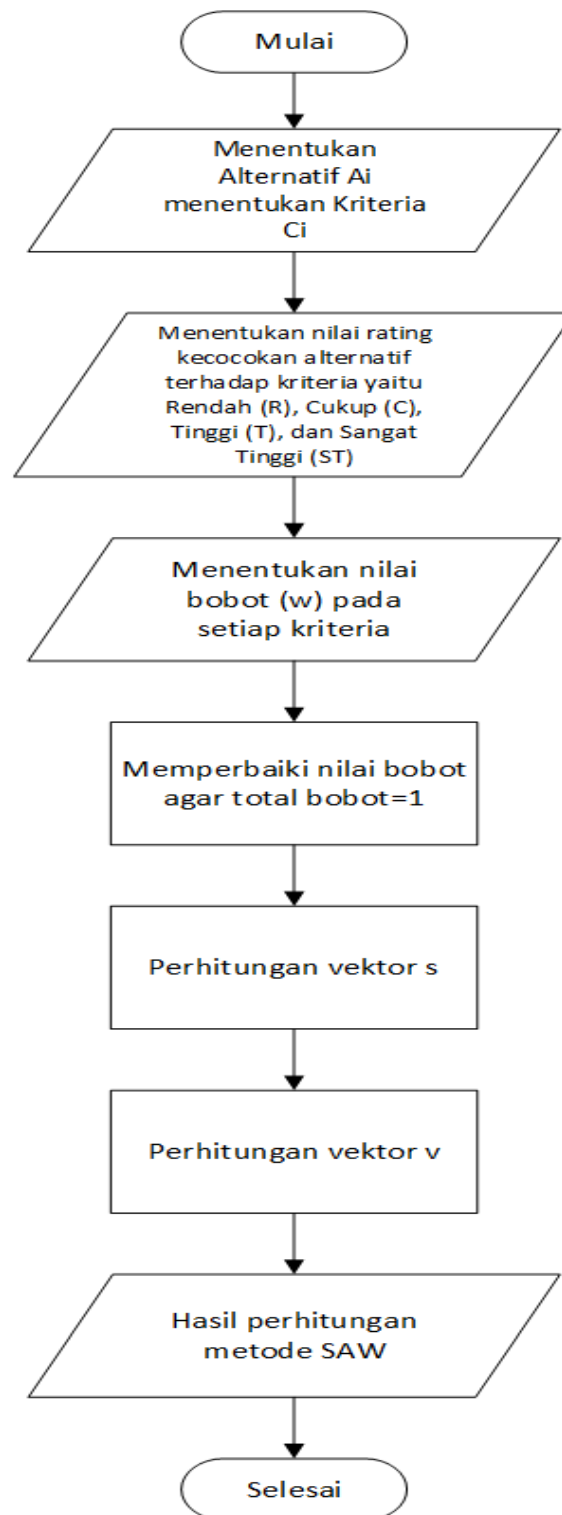 Mulai
Menentukan
Alternatif Ai
menentukan Kriteria
Ci
Menentukan nilai rating
kecocokan alternatif
terhadap kriteria yaitu
Rendah (R), Cukup (C),
Tinggi (T), dan Sangat
Tinggi (ST)
Menentukan nilai
bobot (w) pada
setiap kriteria
Memperbaiki nilai bobot
agar total bobot=1
Perhitungan vektor s
Perhitungan vektor v
Hasil perhitungan
metode SAW
Selesai